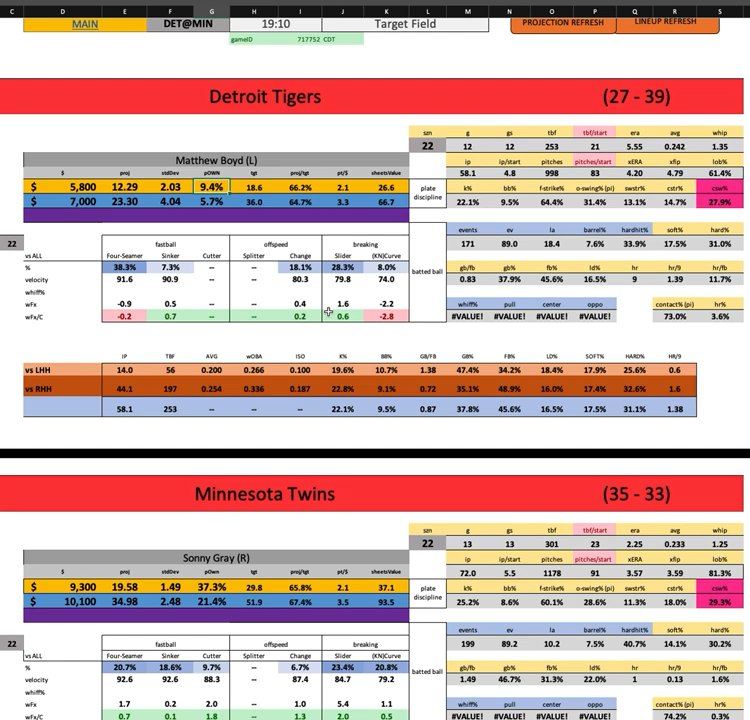 C D E F G H I J K L M N O P Q R S
MAIN DET@MIN 19:10 Target Field PROJECTION REFRESH LINEUP REFRESH
gameID 717752 CDT
Detroit Tigers (27 - 39)
szn g gs tbf tbf/start era avg whip
22 12 12 253 21 5.55 0.242 1.35
Matthew Boyd (L) ip ip/start pitches pitches/start xERA xfip lob%
$ proj stdDev pOWN tgt proj/tgt pt/$ sheetsValue 58.1 4.8 998 83 4.20 4.79 61.4%
$ 5,800 12.29 2.03 9.4% 18.6 66.2% 2.1 26.6 plate discipline k% bb% f-strike% o-swing% (pi) swstr% cstr% csw%
$ 7,000 23.30 4.04 5.7% 36.0 64.7% 3.3 66.7 22.1% 9.5% 64.4% 31.4% 13.1% 14.7% 27.9%
events ev la barrel% hardhit% soft% hard%
22 fastball offspeed breaking 171 89.0 18.4 7.6% 33.9% 17.5% 31.0%
vs ALL Four-Seamer Sinker Cutter Splitter Change Slider (KN)Curve
% 38.3% 7.3% -- -- 18.1% 28.3% 8.0% batted ball gb/fb gb% fb% ld% hr hr/9 hr/fb
velocity 91.6 90.9 -- -- 80.3 79.8 74.0 0.83 37.9% 45.6% 16.5% 9 1.39 11.7%
whiff%
wFx -0.9 0.5 0.4 1.6 -2.2 whiff% pull center oppo contact% (pi) hr%
wFx/C -0.2 0.7 0.2 0.6 -2.8 #VALUE! #VALUE! #VALUE! #VALUE! 73.0% 3.6%
IP TBF AVG wOBA ISO K% BB% GB/FB GB% FB% LD% SOFT% HARD% HR/9
vs LHH 14.0 56 0.200 0.266 0.100 19.6% 10.7% 1.38 47.4% 34.2% 18.4% 17.9% 25.6% 0.6
vs RHH 44.1 197 0.254 0.336 0.187 22.8% 9.1% 0.72 35.1% 48.9% 16.0% 17.4% 32.6% 1.6
58.1 253 -- -- -- 22.1% 9.5% 0.87 37.8% 45.6% 16.5% 17.5% 31.1% 1.38
Minnesota Twins (35 - 33)
szn g gs tbf tbf/start era avg whip
22 13 13 301 23 2.25 0.233 1.25
Sonny Gray (R) ip ip/start pitches pitches/start xERA xfip lob%
$ proj stdDev pOwn tgt proj/tgt pt/$ sheetsValue 72.0 5.5 1178 91 3.57 3.59 81.3%
$ 9,300 19.58 1.49 37.3% 29.8 65.8% 2.1 37.1 plate discipline k% bb% f-strike% o-swing% (pi) swstr% cstr% csw%
$ 10,100 34.98 2.48 21.4% 51.9 67.4% 3.5 93.5 25.2% 8.6% 60.1% 28.6% 11.3% 18.0% 29.3%
events ev la barrel% hardhit% soft% hard%
22 fastball offspeed breaking 199 89.2 10.2 7.5% 40.7% 14.1% 30.2%
vs ALL Four-Seamer Sinker Cutter Splitter Change Slider (KN)Curve
% 20.7% 18.6% 9.7% -- 6.7% 23.4% 20.8% batted ball gb/fb gb% fb% ld% hr hr/9 hr/fb
velocity 92.6 92.6 88.3 -- 87.4 84.7 79.2 1.49 46.7% 31.3% 22.0% 1 0.13 1.6%
whiff%
wFx 1.7 0.2 2.0 1.0 5.4 1.1 whiff% pull center oppo contact% (pi) hr%
wFx/C 0.7 0.1 1.8 1.3 2.0 0.5 #VALUE! #VALUE! #VALUE! #VALUE! 74.2% 0.3%